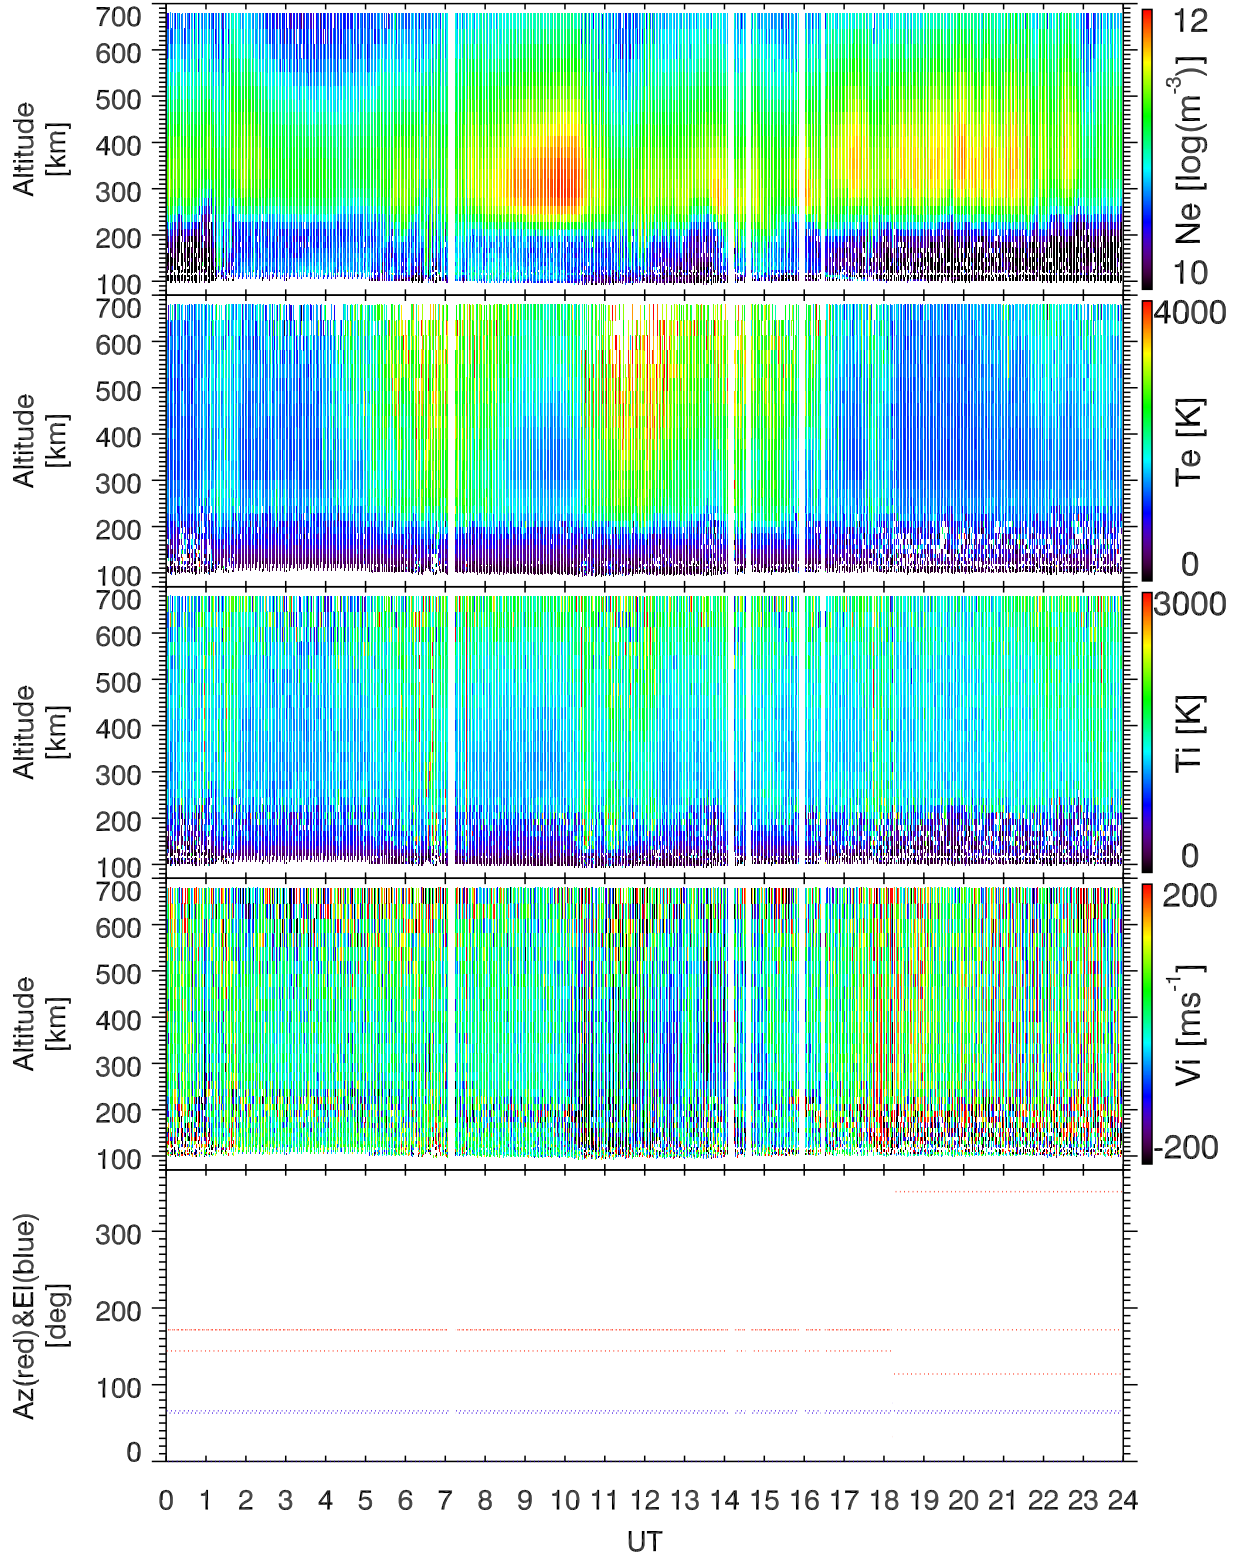 700
600
500
400
300
200
100
Altitude
[km]
12
Ne [log(m⁻³)]
10
700
600
500
400
300
200
100
Altitude
[km]
4000
Te [K]
0
700
600
500
400
300
200
100
Altitude
[km]
3000
Ti [K]
0
700
600
500
400
300
200
100
Altitude
[km]
200
Vi [ms⁻¹]
-200
300
200
100
0
Az(red)&El(blue)
[deg]
0 1 2 3 4 5 6 7 8 9 10 11 12 13 14 15 16 17 18 19 20 21 22 23 24
UT